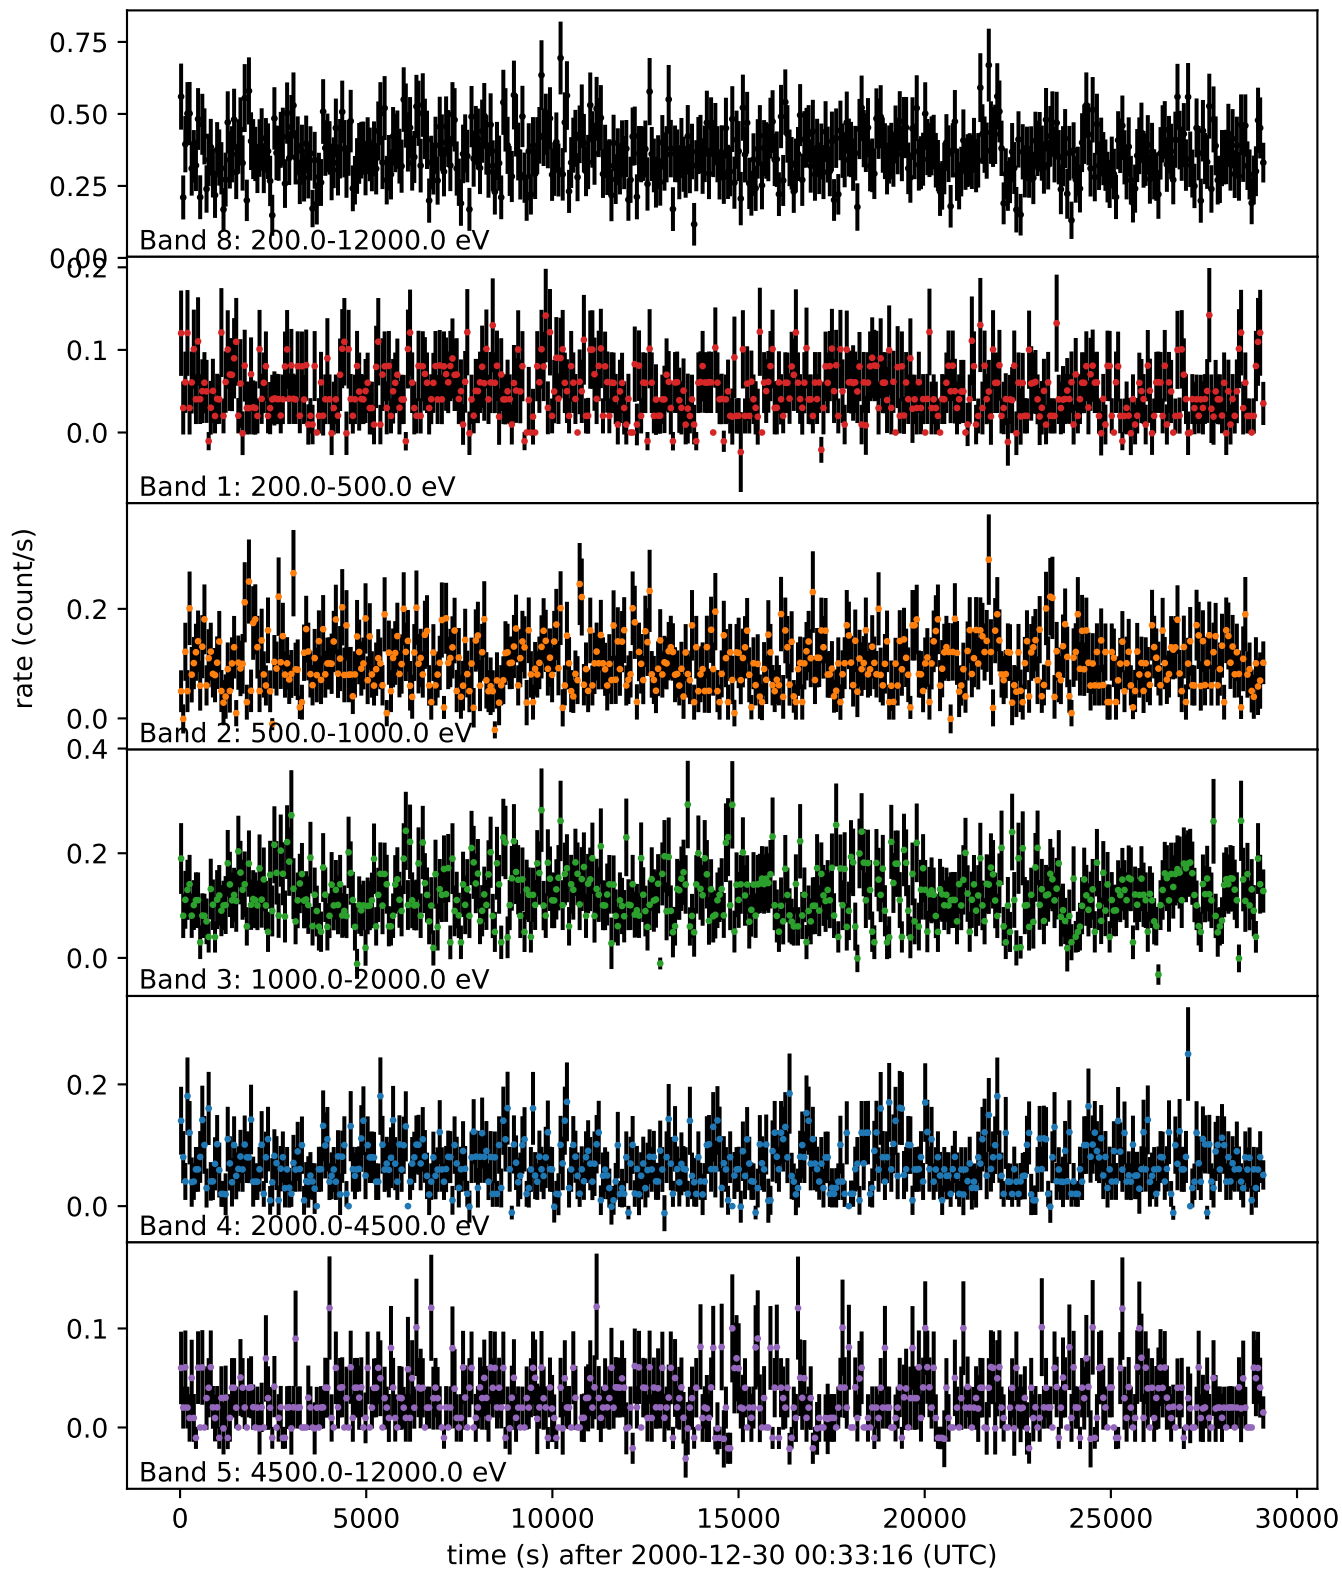 0.75
0.50
0.25
0.00
Band 8: 200.0-12000.0 eV
0.2
0.1
0.0
Band 1: 200.0-500.0 eV
rate (count/s)
0.2
0.0
Band 2: 500.0-1000.0 eV
0.4
0.2
0.0
Band 3: 1000.0-2000.0 eV
0.2
0.0
Band 4: 2000.0-4500.0 eV
0.1
0.0
Band 5: 4500.0-12000.0 eV
0 5000 10000 15000 20000 25000 30000
time (s) after 2000-12-30 00:33:16 (UTC)